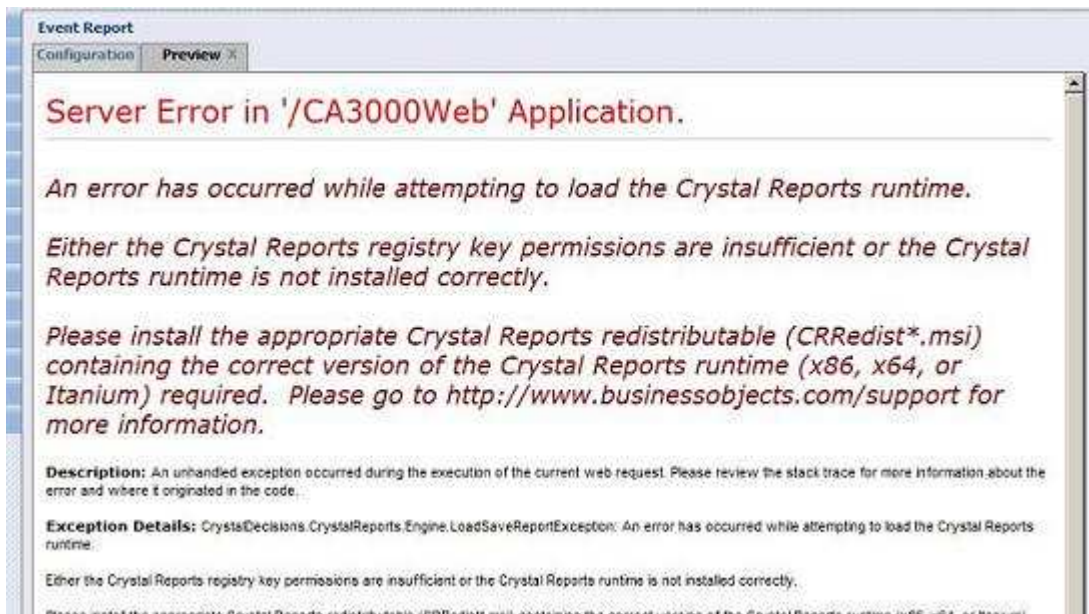 Event Report
Configuration Preview X
Server Error in '/CA3000Web' Application.
An error has occurred while attempting to load the Crystal Reports runtime.
Either the Crystal Reports registry key permissions are insufficient or the Crystal
Reports runtime is not installed correctly.
Please install the appropriate Crystal Reports redistributable (CRRedist*.msi)
containing the correct version of the Crystal Reports runtime (x86, x64, or
Itanium) required. Please go to http://www.businessobjects.com/support for
more information.
Description: An unhandled exception occurred during the execution of the current web request. Please review the stack trace for more information about the
error and where it originated in the code.
Exception Details: CrystalDecisions.CrystalReports.Engine.LoadSaveReportException: An error has occurred while attempting to load the Crystal Reports
runtime.
Either the Crystal Reports registry key permissions are insufficient or the Crystal Reports runtime is not installed correctly.